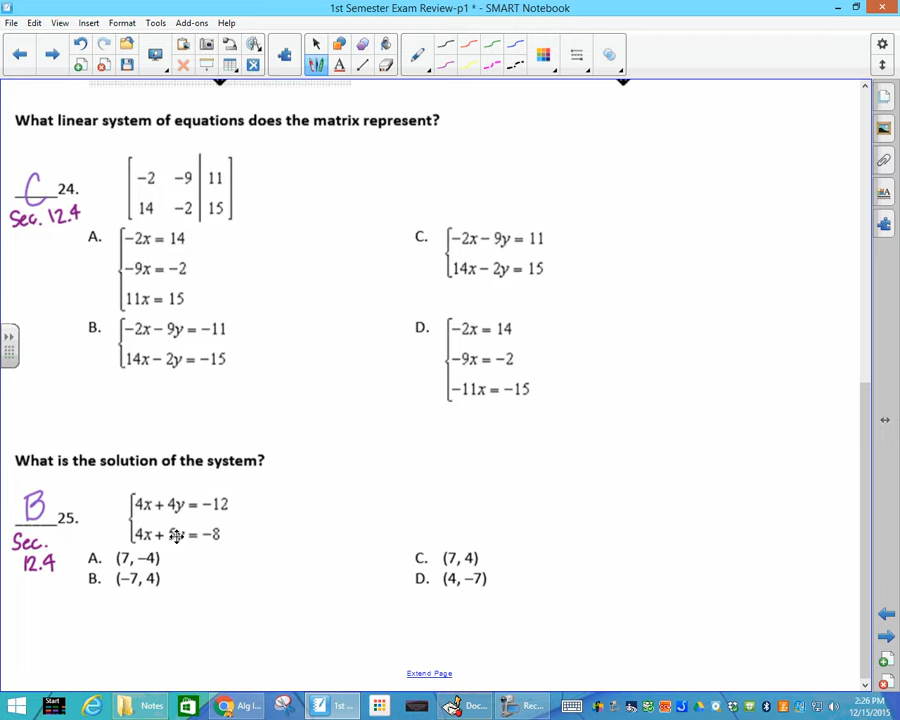 1st Semester Exam Review-p1 * - SMART Notebook
File Edit View Insert Format Tools Add-ons Help
What linear system of equations does the matrix represent?
C 24.
Sec. 12.4
-2 -9 11
14 -2 15
A. -2x = 14
-9x = -2
11x = 15
B. -2x - 9y = -11
14x - 2y = -15
C. -2x - 9y = 11
14x - 2y = 15
D. -2x = 14
-9x = -2
-11x = -15
What is the solution of the system?
B 25.
Sec.
12.4
4x + 4y = -12
4x + = -8
A. (7, -4)
B. (-7, 4)
C. (7, 4)
D. (4, -7)
Extend Page
Start Notes Alg I 1st ... Doc... Rec... 2:26 PM
12/15/2015